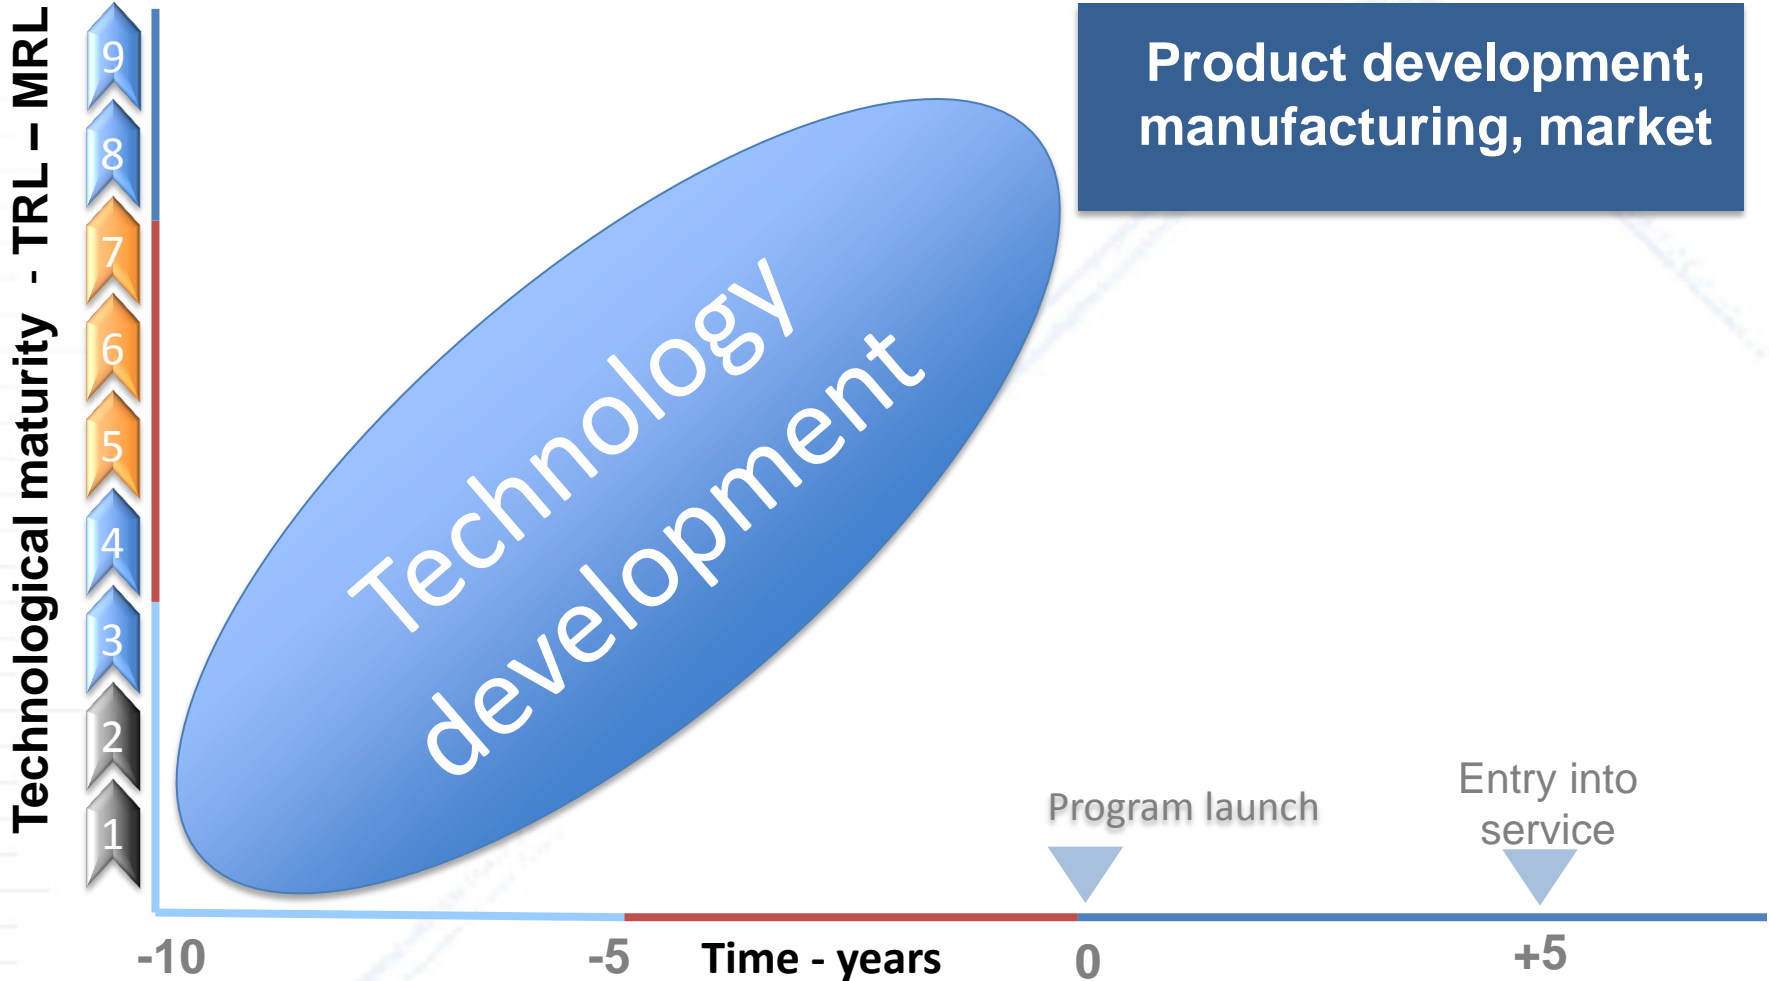 Technological maturity - TRL – MRL
9
8
7
6
5
4
3
2
1
Product development,
manufacturing, market
Technology
development
Program launch
Entry into
service
-10
-5
Time - years
0
+5